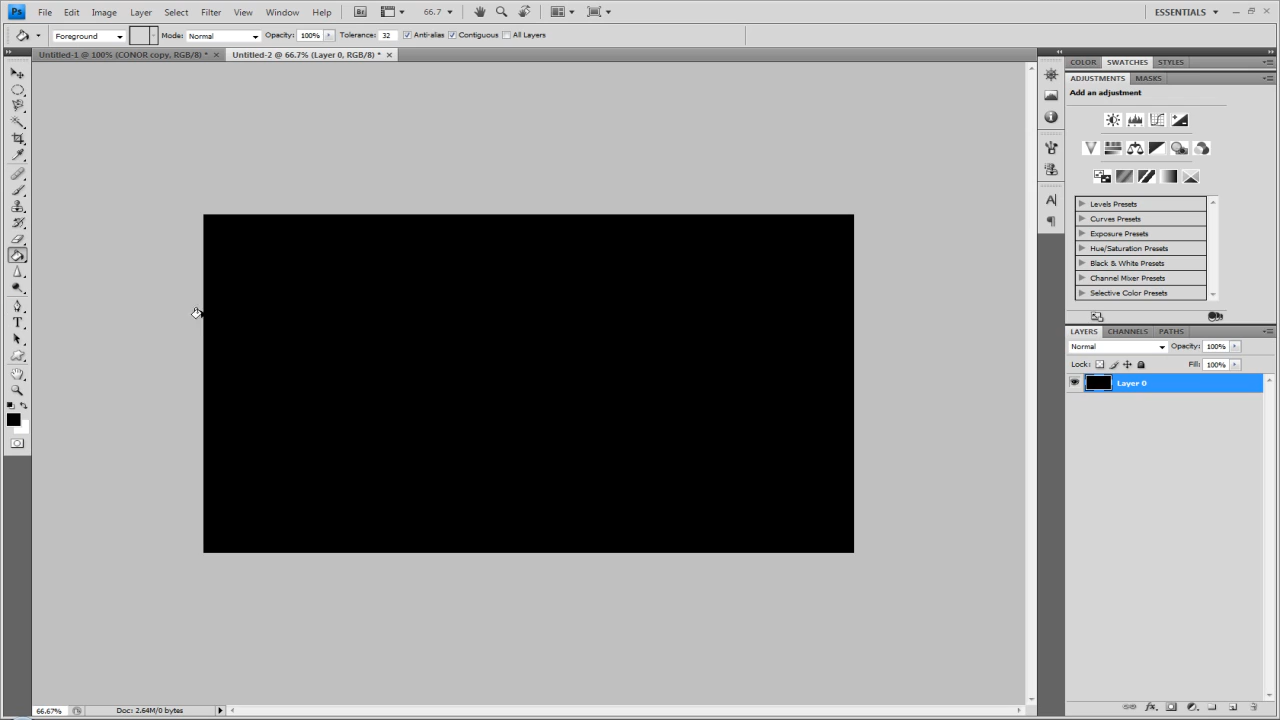 Ps File Edit Image Layer Select Filter View Window Help Br 66.7 ESSENTIALS
Foreground Mode: Normal Opacity: 100% Tolerance: 32 Anti-alias Contiguous All Layers
Untitled-1 @ 100% (CONOR copy, RGB/8) * × Untitled-2 @ 66.7% (Layer 0, RGB/8) * ×
COLOR SWATCHES STYLES
ADJUSTMENTS MASKS
Add an adjustment
Levels Presets
Curves Presets
Exposure Presets
Hue/Saturation Presets
Black & White Presets
Channel Mixer Presets
Selective Color Presets
LAYERS CHANNELS PATHS
Normal Opacity: 100%
Lock: Fill: 100%
Layer 0
66.67% Doc: 2.64M/0 bytes